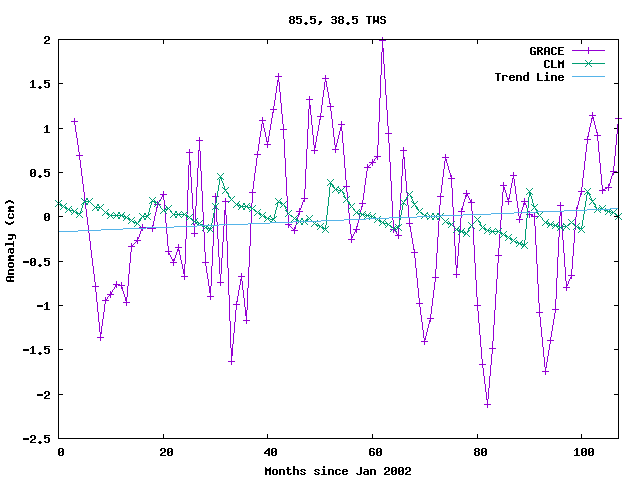 85.5, 38.5 TWS
GRACE
CLM
Trend Line
2
1.5
1
0.5
0
-0.5
-1
-1.5
-2
-2.5
Anomaly (cm)
0 20 40 60 80 100
Months since Jan 2002